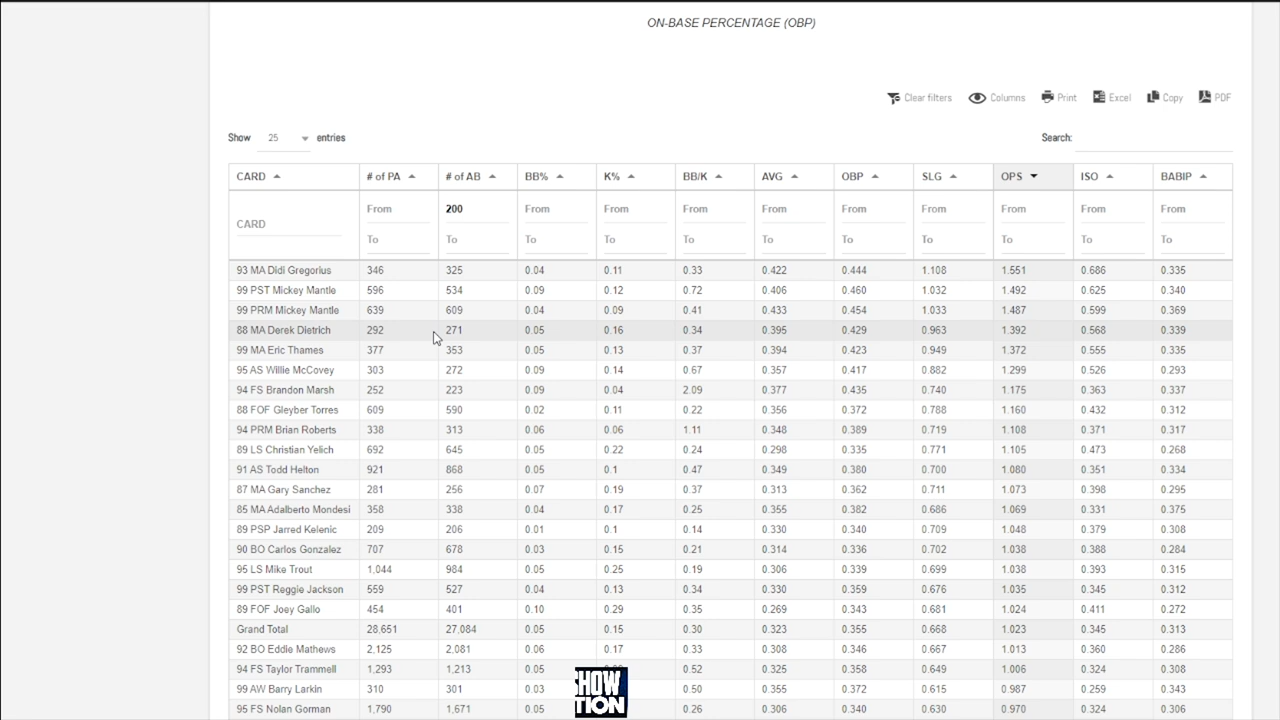 ON-BASE PERCENTAGE (OBP)
Clear filters Columns Print Excel Copy PDF
Show 25 entries Search:
CARD # of PA # of AB BB% K% BB/K AVG OBP SLG OPS ISO BABIP
From 200 From From From From From From From From From
CARD
To To To To To To To To To To To
93 MA Didi Gregorius 346 325 0.04 0.11 0.33 0.422 0.444 1.108 1.551 0.686 0.335
99 PST Mickey Mantle 596 534 0.09 0.12 0.72 0.406 0.460 1.032 1.492 0.625 0.340
99 PRM Mickey Mantle 639 609 0.04 0.09 0.41 0.433 0.454 1.033 1.487 0.599 0.369
88 MA Derek Dietrich 292 271 0.05 0.16 0.34 0.395 0.429 0.963 1.392 0.568 0.339
99 MA Eric Thames 377 353 0.05 0.13 0.37 0.394 0.423 0.949 1.372 0.555 0.335
95 AS Willie McCovey 303 272 0.09 0.14 0.67 0.357 0.417 0.882 1.299 0.526 0.293
94 FS Brandon Marsh 252 223 0.09 0.04 2.09 0.377 0.435 0.740 1.175 0.363 0.337
88 FOF Gleyber Torres 609 590 0.02 0.11 0.22 0.356 0.372 0.788 1.160 0.432 0.312
94 PRM Brian Roberts 338 313 0.06 0.06 1.11 0.348 0.389 0.719 1.108 0.371 0.317
89 LS Christian Yelich 692 645 0.05 0.22 0.24 0.298 0.335 0.771 1.105 0.473 0.268
91 AS Todd Helton 921 868 0.05 0.1 0.47 0.349 0.380 0.700 1.080 0.351 0.334
87 MA Gary Sanchez 281 256 0.07 0.19 0.37 0.313 0.362 0.711 1.073 0.398 0.295
85 MA Adalberto Mondesi 358 338 0.04 0.17 0.25 0.355 0.382 0.686 1.069 0.331 0.375
89 PSP Jarred Kelenic 209 206 0.01 0.1 0.14 0.330 0.340 0.709 1.048 0.379 0.308
90 BO Carlos Gonzalez 707 678 0.03 0.15 0.21 0.314 0.336 0.702 1.038 0.388 0.284
95 LS Mike Trout 1,044 984 0.05 0.25 0.19 0.306 0.339 0.699 1.038 0.393 0.315
99 PST Reggie Jackson 559 527 0.04 0.13 0.34 0.330 0.359 0.676 1.035 0.345 0.312
89 FOF Joey Gallo 454 401 0.10 0.29 0.35 0.269 0.343 0.681 1.024 0.411 0.272
Grand Total 28,651 27,084 0.05 0.15 0.30 0.323 0.355 0.668 1.023 0.345 0.313
92 BO Eddie Mathews 2,125 2,081 0.06 0.17 0.33 0.308 0.346 0.667 1.013 0.360 0.286
94 FS Taylor Trammell 1,293 1,213 0.05 0.52 0.325 0.358 0.649 1.006 0.324 0.308
99 AW Barry Larkin 310 301 0.03 0.50 0.355 0.372 0.615 0.987 0.259 0.343
95 FS Nolan Gorman 1,790 1,671 0.05 0.26 0.306 0.340 0.630 0.970 0.324 0.306
SHOW
TION